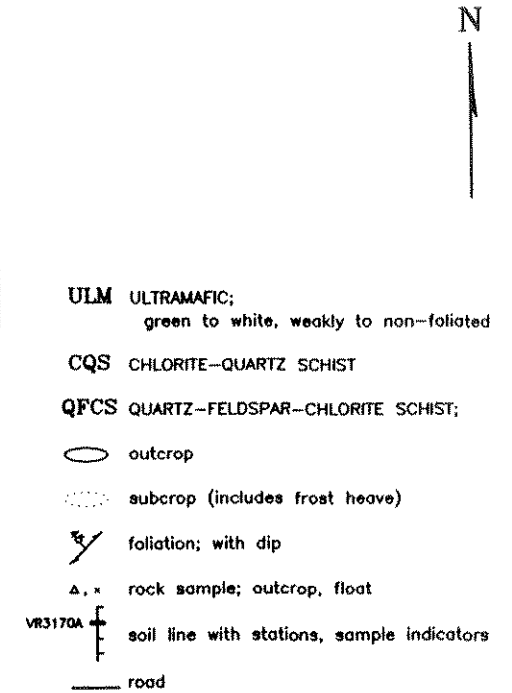 N
ULM ULTRAMAFIC;
green to white, weakly to non-foliated
CQS CHLORITE-QUARTZ SCHIST
QFCS QUARTZ-FELDSPAR-CHLORITE SCHIST;
outcrop
subcrop (includes frost heave)
foliation; with dip
Δ, x rock sample; outcrop, float
VR3170A soil line with stations, sample indicators
road